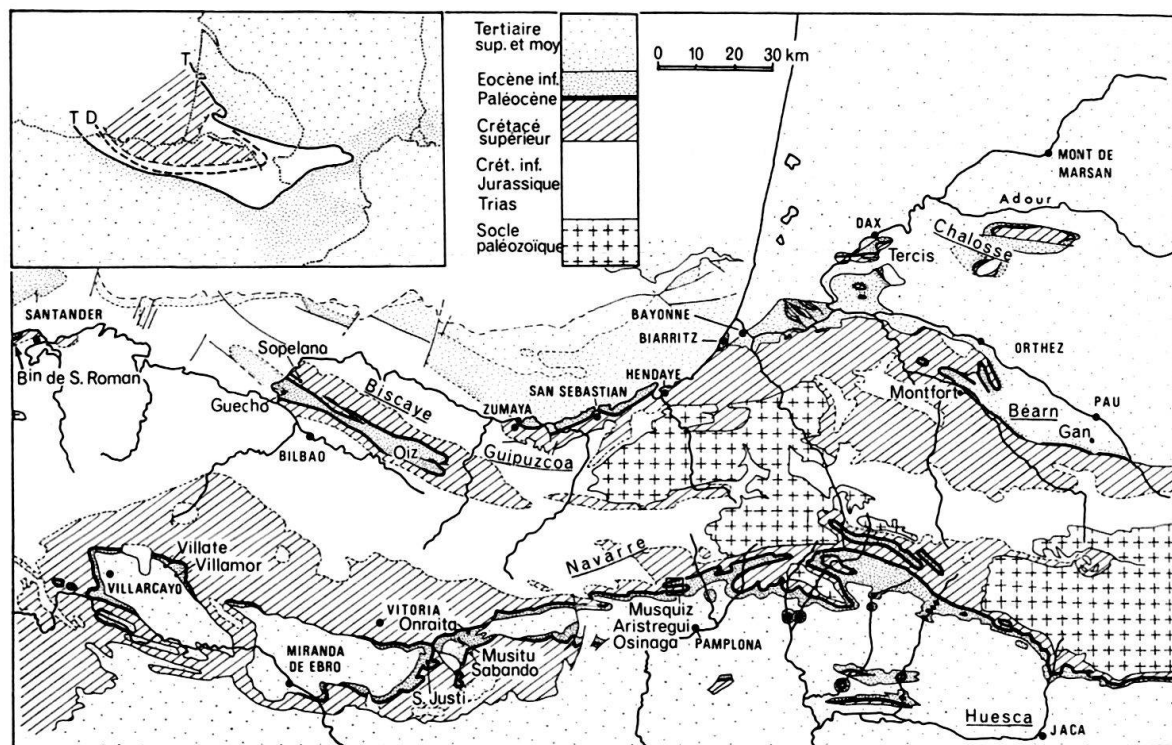 T
T D
Tertiaire
sup. et moy
Eocène inf.
Paléocène
Crétacé
supérieur
Crét. inf.
Jurassique
Trias
Socle
paléozoïque
0 10 20 30 km
MONT DE
MARSAN
Adour
DAX
Chalosse
Tercis
SANTANDER
Bin de S. Roman
BAYONNE
BIARRITZ
ORTHEZ
Sopelana
Biscaye
HENDAYE
SAN SEBASTIAN
Guecho
ZUMAYA
Montfort
Béarn
PAU
Gan
BILBAO
Oiz
Guipuzcoa
Villate
Villamor
VILLARCAYO
Navarre
VITORIA
Onraita
Musquiz
Aristregui
Osinaga
PAMPLONA
MIRANDA
DE EBRO
Musitu
Sabando
S. Justi
Huesca
JACA